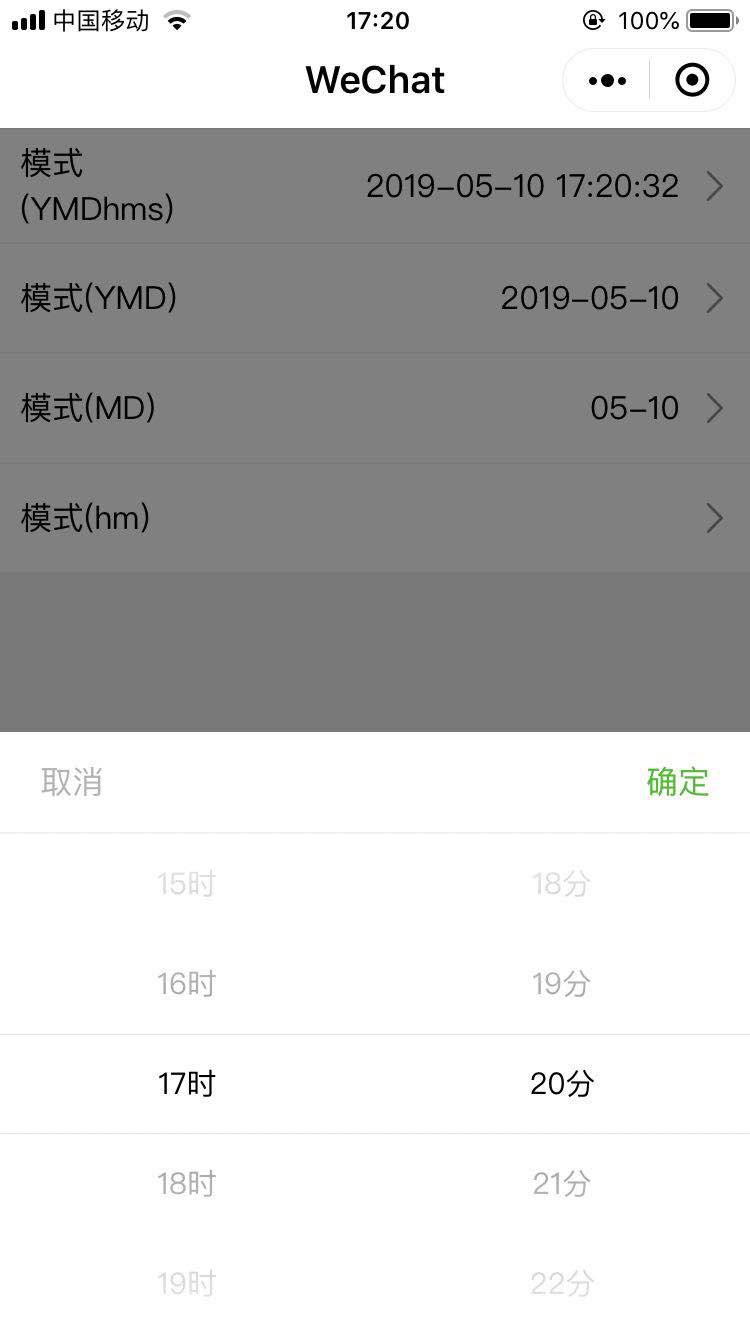 中国移动 17:20 100%
WeChat
模式
(YMDhms) 2019-05-10 17:20:32
模式(YMD) 2019-05-10
模式(MD) 05-10
模式(hm)
取消 确定
15时 18分
16时 19分
17时 20分
18时 21分
19时 22分